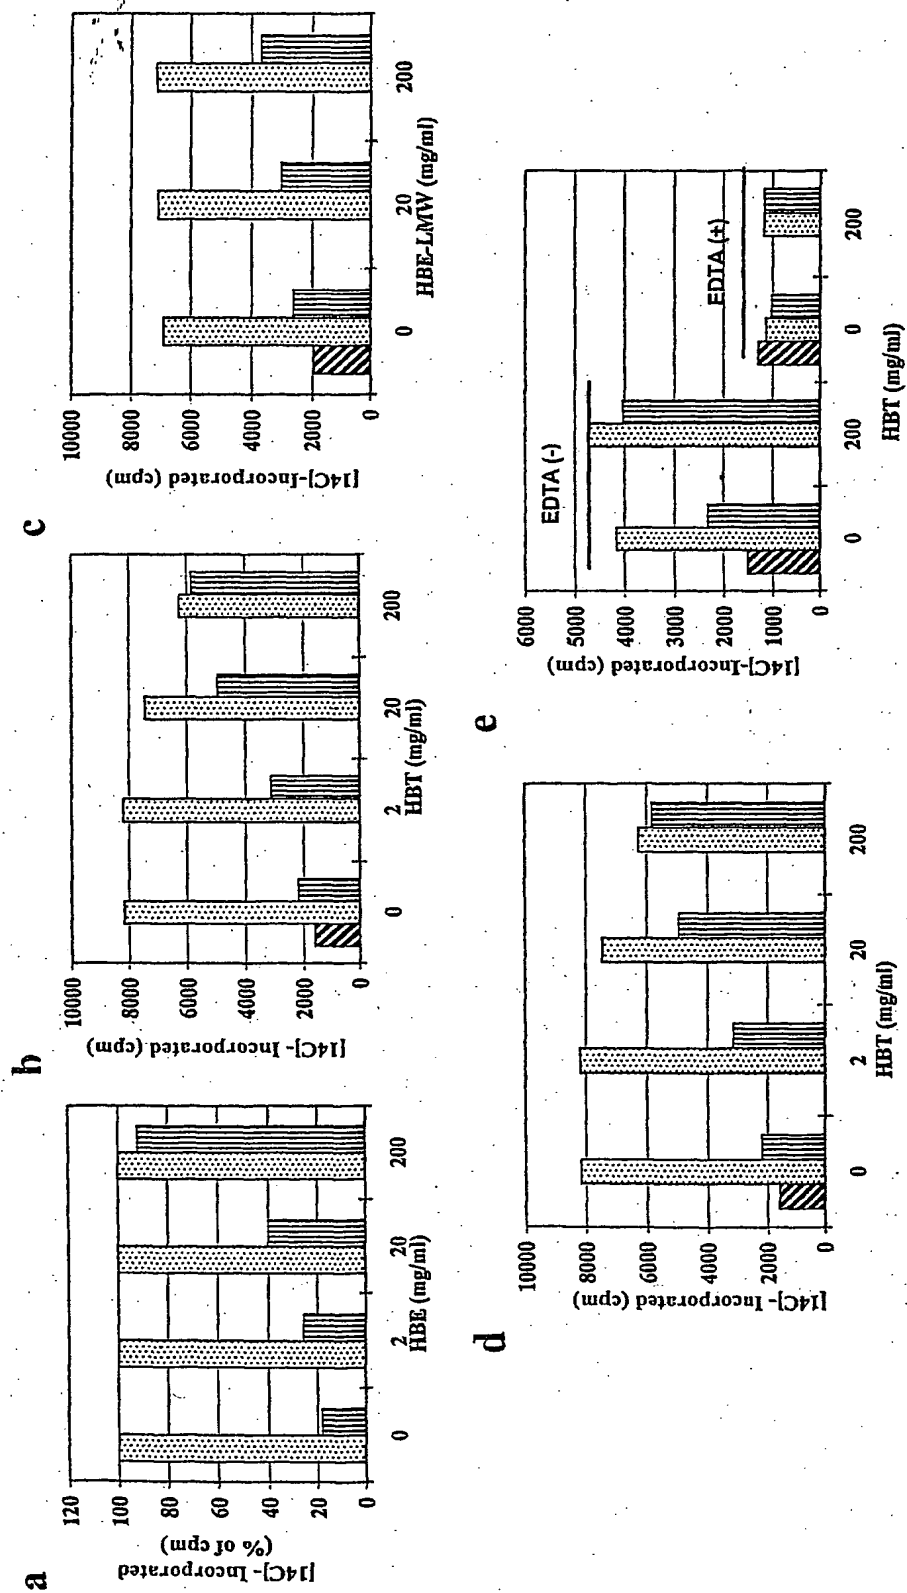 a
[14C]- Incorporated
(% of cpm)
120
100
80
60
40
20
0
0
2
20
200
HBE (mg/ml)
b
[14C]- Incorporated (cpm)
10000
8000
6000
4000
2000
0
0
2
20
200
HBT (mg/ml)
c
[14C]-Incorporated (cpm)
10000
8000
6000
4000
2000
0
0
20
200
HBE-LMW (mg/ml)
d
[14C]- Incorporated (cpm)
10000
8000
6000
4000
2000
0
0
2
20
200
HBT (mg/ml)
e
[14C]-Incorporated (cpm)
6000
5000
4000
3000
2000
1000
0
EDTA (-)
EDTA (+)
0
200
0
200
HBT (mg/ml)